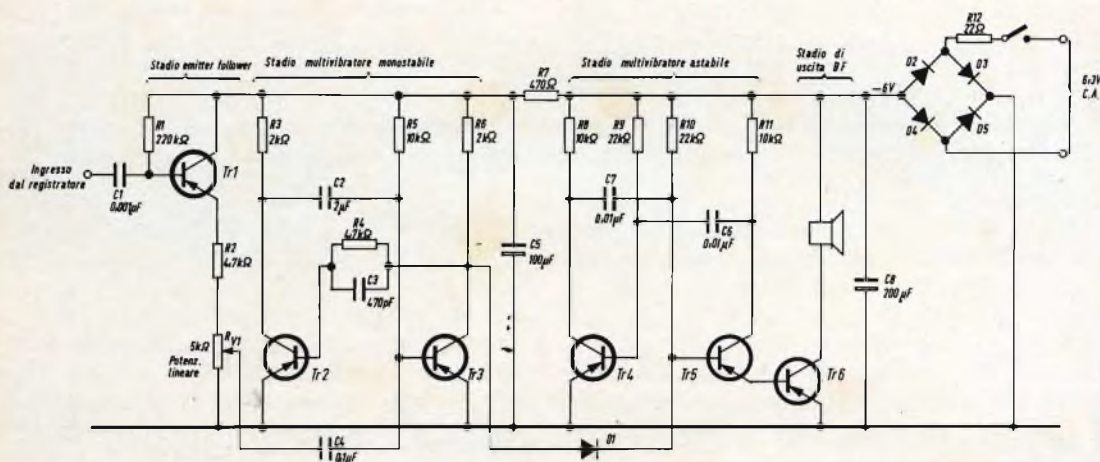 Stadio emitter follower
Stadio multivibratore monostabile
R7
470Ω
Stadio multivibratore astabile
Stadio di
uscita BF
R12
22Ω
D2
D3
D4
D5
6,3V
C.A.
−6V
R1
220kΩ
R3
2kΩ
R5
10kΩ
R6
2kΩ
R8
10kΩ
R9
22kΩ
R10
22kΩ
R11
10kΩ
Ingresso
dal registratore
C1
0,001µF
Tr1
C2
2µF
R4
4,7kΩ
C3
470pF
C5
100µF
C7
0,01µF
C6
0,01µF
C8
200µF
R2
4,7kΩ
5kΩ
RV1
Potenz.
lineare
Tr2
Tr3
Tr4
Tr5
Tr6
C4
0,1µF
D1